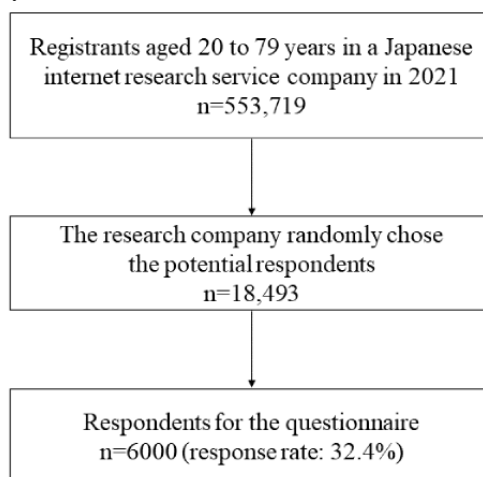 Registrants aged 20 to 79 years in a Japanese
internet research service company in 2021
n=553,719
The research company randomly chose
the potential respondents
n=18,493
Respondents for the questionnaire
n=6000 (response rate: 32.4%)